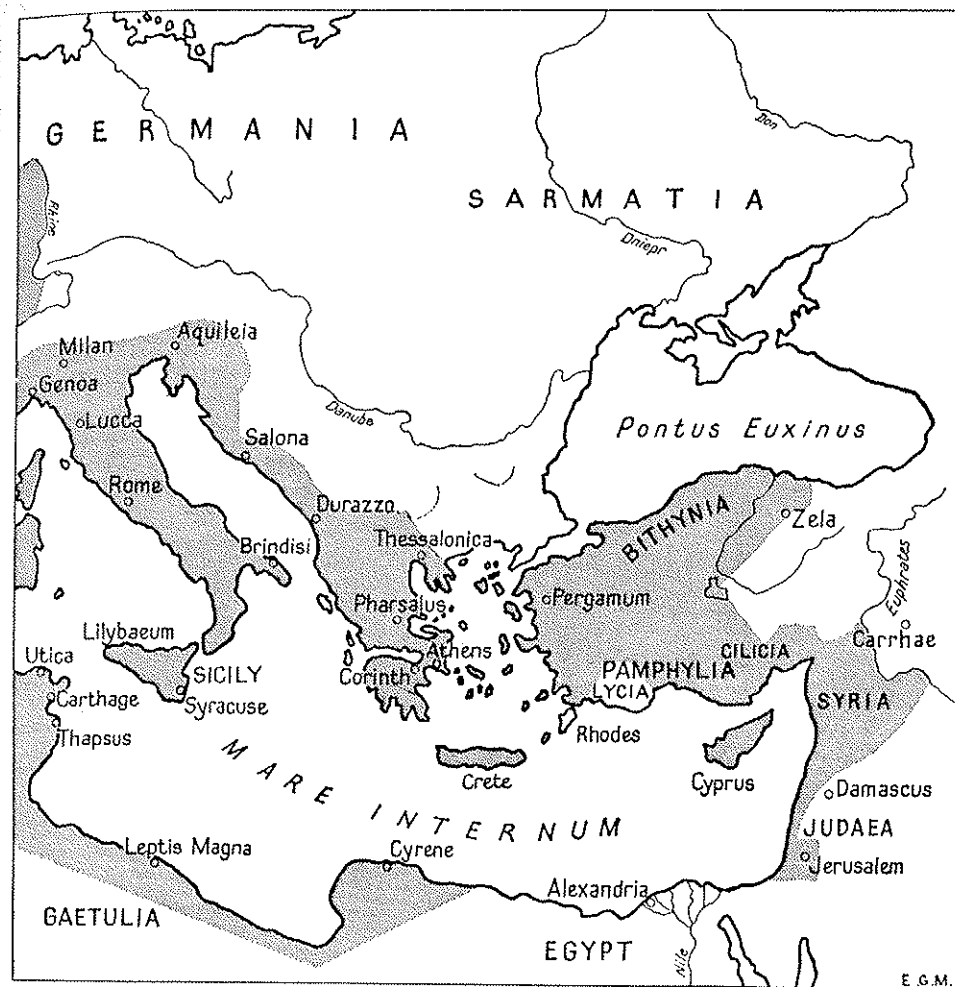 GERMANIA
Don
SARMATIA
Rhine
Dniepr
Aquileia
Milan
Genoa
Danube
Lucca
Pontus Euxinus
Salona
Rome
Durazzo
BITHYNIA
Zela
Brindisi
Thessalonica
Euphrates
Pergamum
Pharsalus
Lilybaeum
Carrhae
Athens
CILICIA
Utica
SICILY
Corinth
PAMPHYLIA
LYCIA
Carthage
Syracuse
SYRIA
Thapsus
Rhodes
MARE INTERNUM
Crete
Cyprus
Damascus
JUDAEA
Leptis Magna
Cyrene
Jerusalem
Alexandria
GAETULIA
EGYPT
Nile
E.G.M.